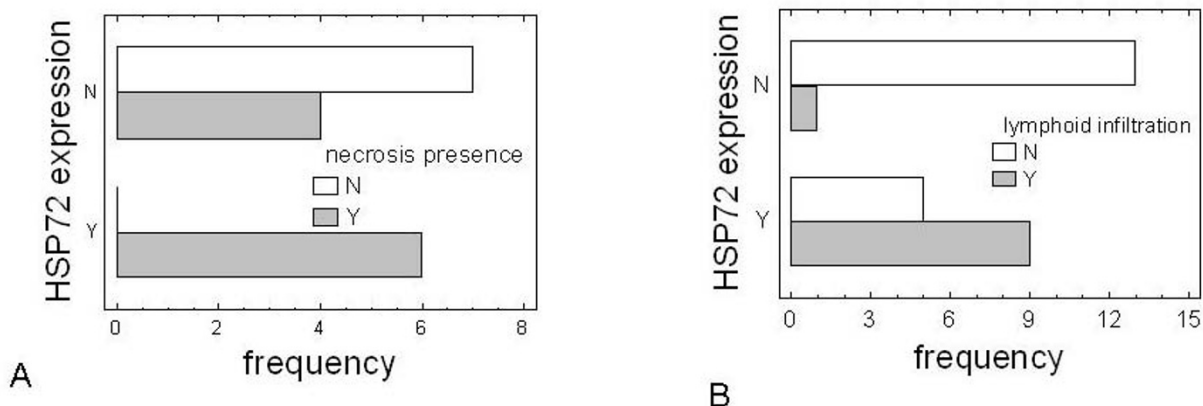 HSP72 expression
N
Y
necrosis presence
N
Y
0 2 4 6 8
frequency
A
HSP72 expression
N
Y
lymphoid infiltration
N
Y
0 3 6 9 12 15
frequency
B